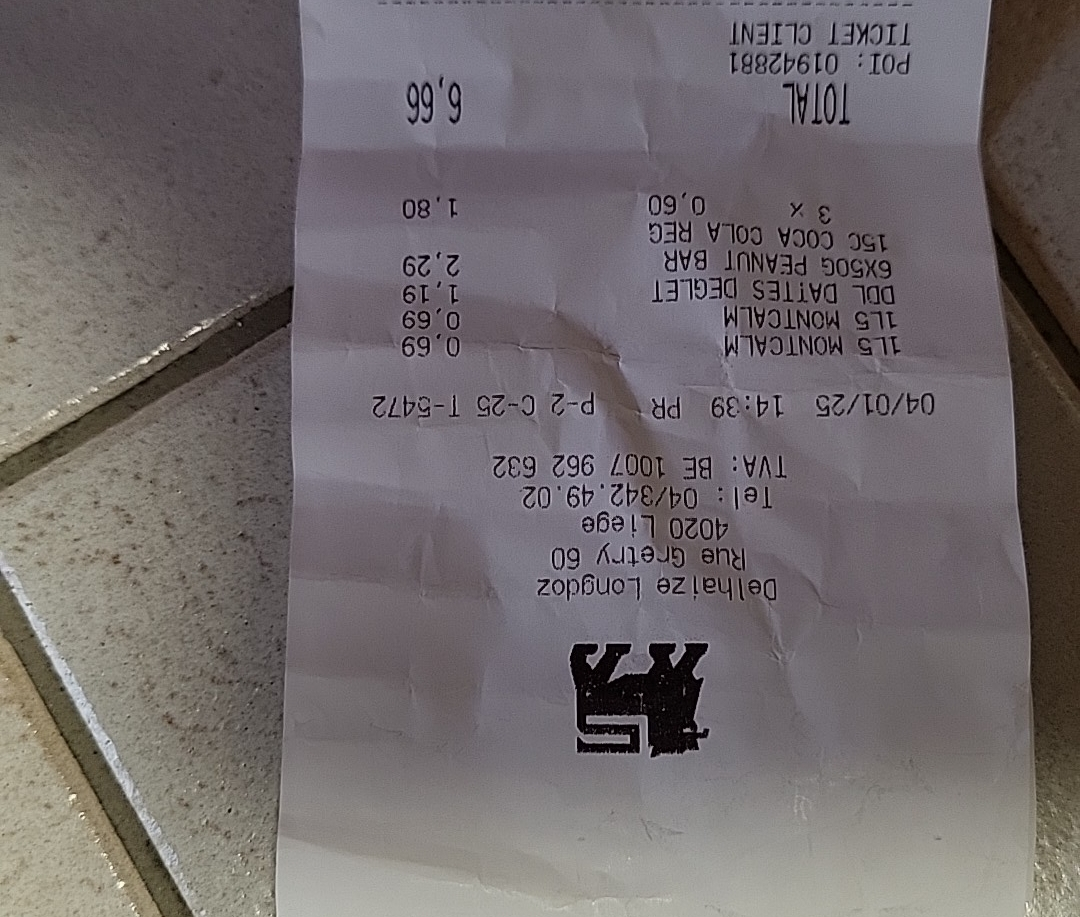 Delhaize Longdoz
Rue Gretry 60
4020 Liege
Tel: 04/342.49.02
TVA: BE 1007 962 632
04/01/25 14:39 PR P-2 C-25 T-5472
1L5 MONTCALM 0,69
1L5 MONTCALM 0,69
DDL DATTES DEGLET 1,19
6X50G PEANUT BAR 2,29
15C COCA COLA REG
3 x 0,60 1,80
TOTAL 6,66
POI: 01942881
TICKET CLIENT